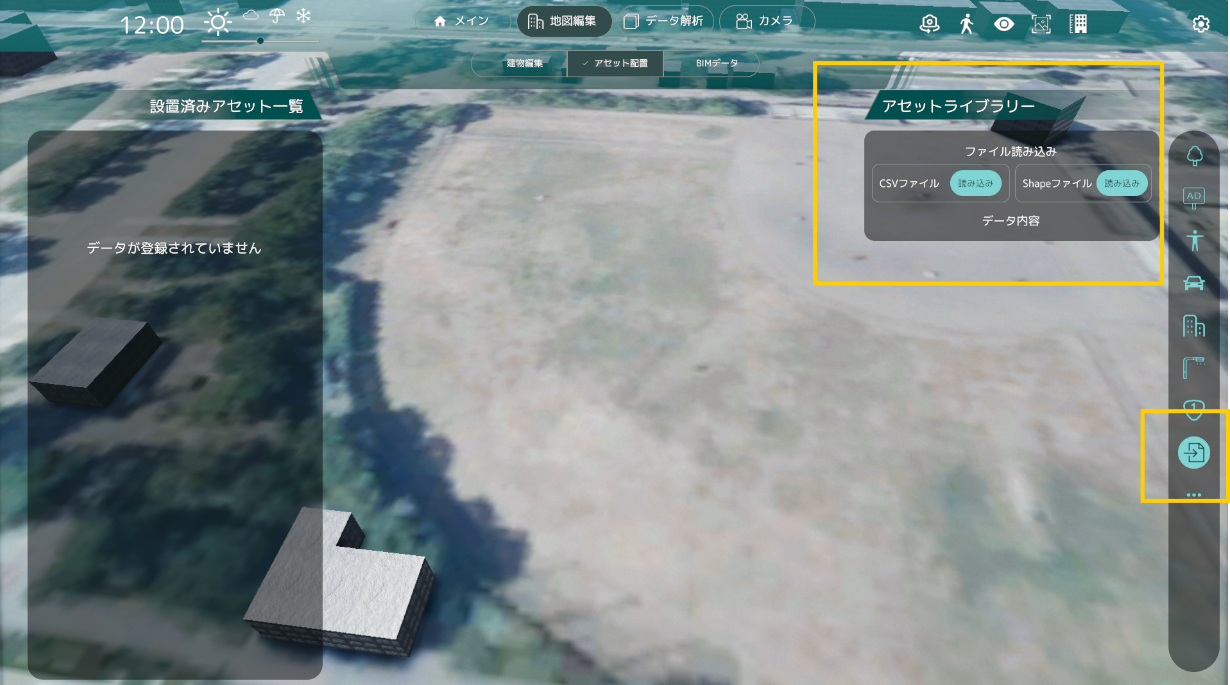 12:00
メイン
地図編集
データ解析
カメラ
建物編集
アセット配置
BIMデータ
設置済みアセット一覧
データが登録されていません
アセットライブラリー
ファイル読み込み
CSVファイル 読み込み
Shapeファイル 読み込み
データ内容
AD
1